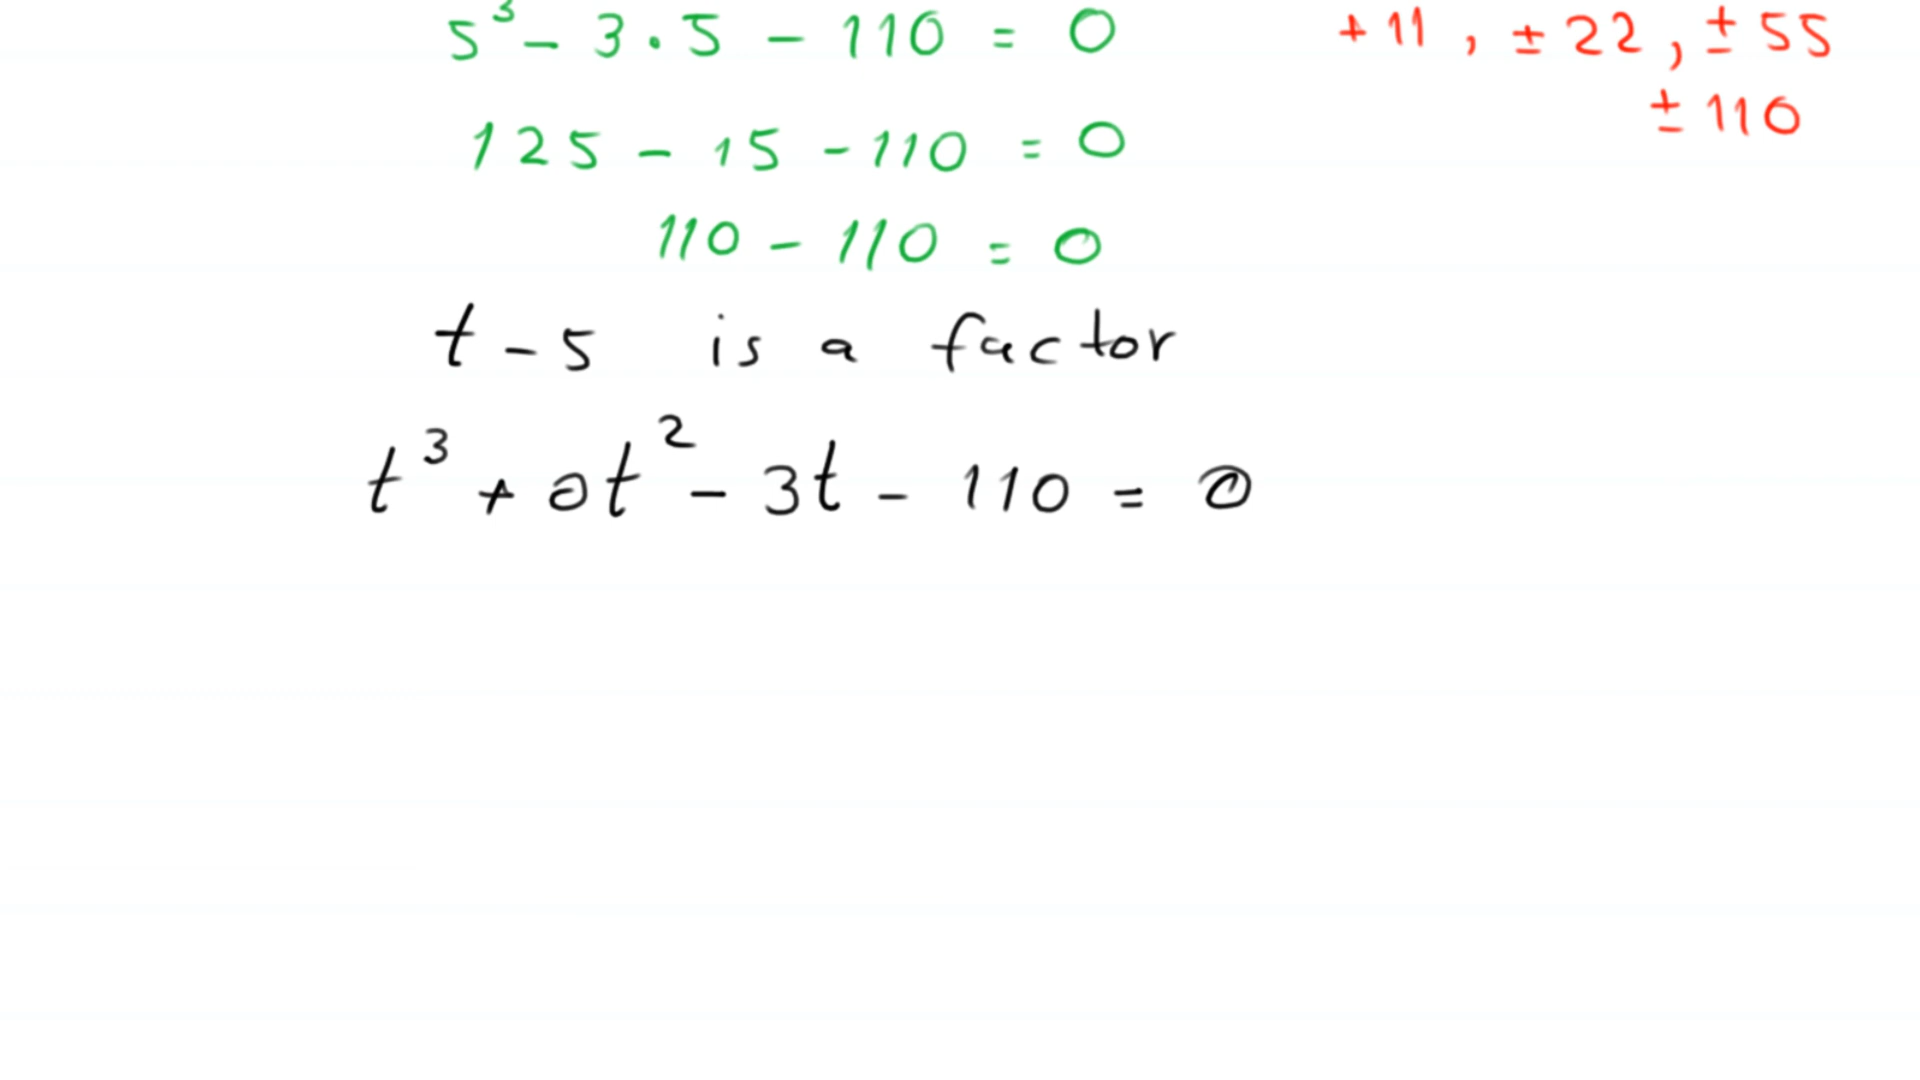 5³ - 3 · 5 - 110 = 0
125 - 15 - 110 = 0
110 - 110 = 0
t - 5 is a factor
t³ + 0t² - 3t - 110 = 0
± 11 , ± 22 , ± 55
± 110